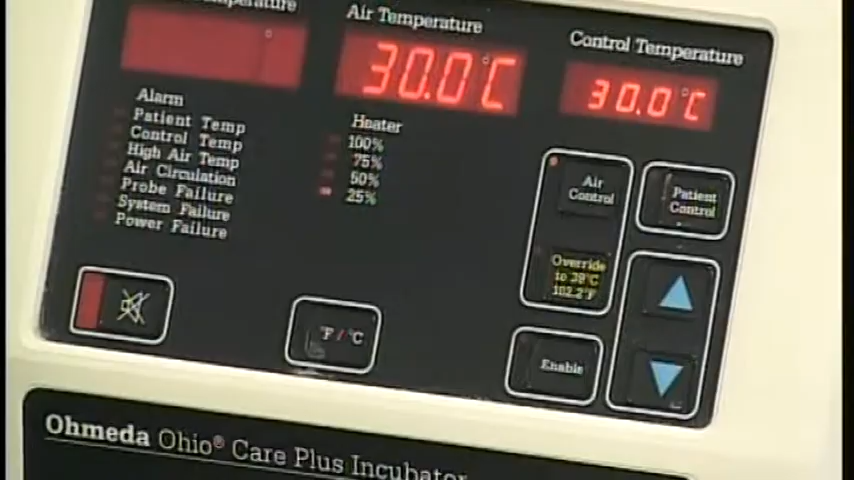 Temperature
Air Temperature
Control Temperature
30.0°C
30.0°C
Alarm
Patient Temp
Control Temp
High Air Temp
Air Circulation
Probe Failure
System Failure
Power Failure
Heater
100%
75%
50%
25%
Air
Control
Patient
Control
Override
to 39°C
102.2°F
°F/°C
Enable
Ohmeda Ohio® Care Plus Incubator